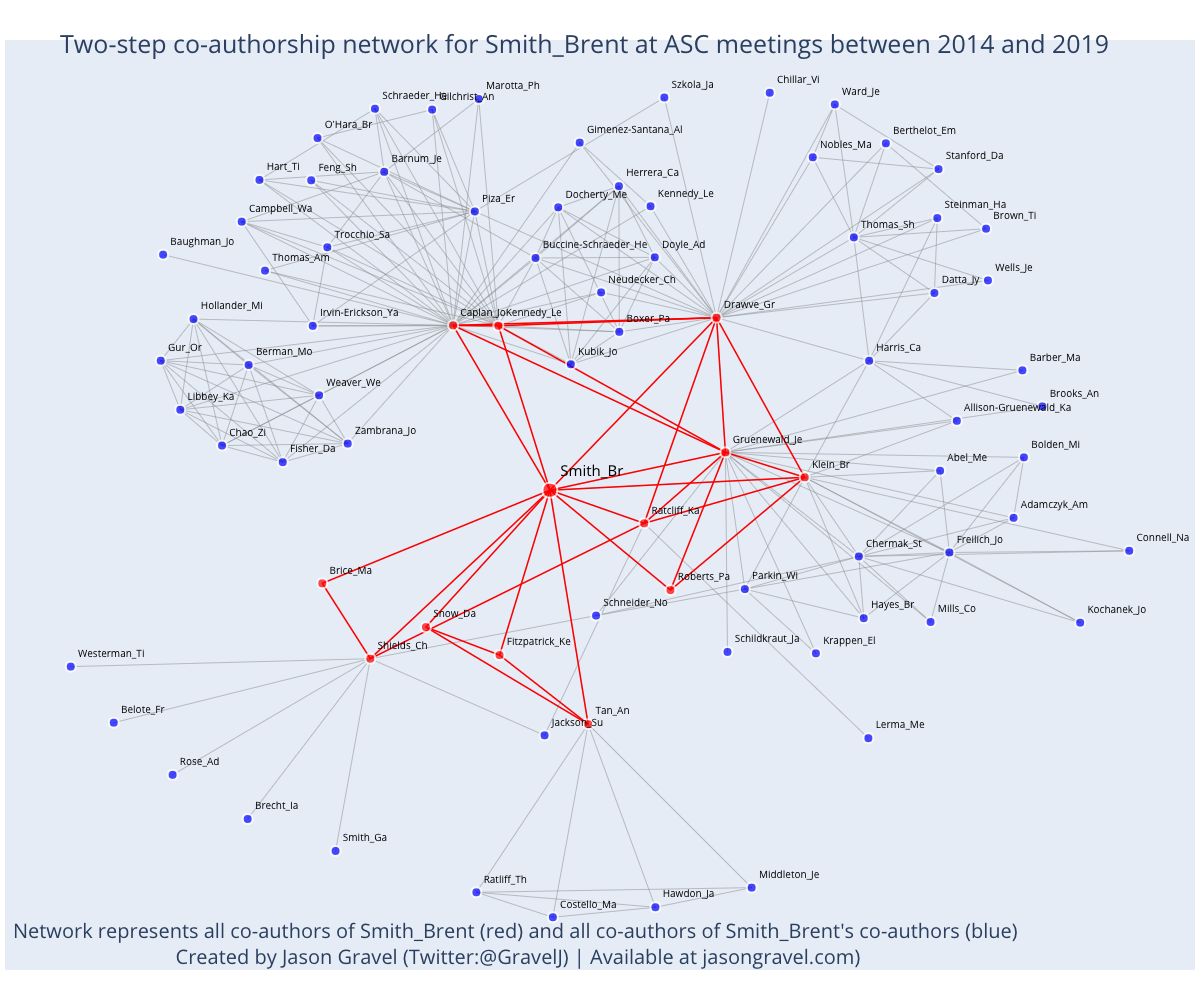 Two-step co-authorship network for Smith_Brent at ASC meetings between 2014 and 2019
Marotta_Ph
Schraeder_He
Gilchrist_An
Szkola_Ja
Chillar_Vi
Ward_Je
O'Hara_Br
Gimenez-Santana_Al
Berthelot_Em
Nobles_Ma
Stanford_Da
Barnum_Je
Hart_Ti
Feng_Sh
Herrera_Ca
Piza_Er
Docherty_Me
Kennedy_Le
Campbell_Wa
Steinman_Ha
Brown_Ti
Thomas_Sh
Baughman_Jo
Trocchio_Sa
Buccine-Schraeder_He
Doyle_Ad
Thomas_Am
Wells_Je
Neudecker_Ch
Datta_Jy
Hollander_Mi
Irvin-Erickson_Ya
Caplan_Jo
Kennedy_Le
Drawve_Gr
Boxer_Pa
Gur_Or
Berman_Mo
Kubik_Jo
Harris_Ca
Barber_Ma
Weaver_We
Libbey_Ka
Brooks_An
Allison-Gruenewald_Ka
Chao_Zi
Fisher_Da
Zambrana_Jo
Gruenewald_Je
Bolden_Mi
Smith_Br
Klein_Br
Abel_Me
Ratcliff_Ka
Adamczyk_Am
Chermak_St
Freilich_Jo
Connell_Na
Brice_Ma
Roberts_Pa
Parkin_Wi
Schneider_No
Hayes_Br
Mills_Co
Kochanek_Jo
Snow_Da
Shields_Ch
Fitzpatrick_Ke
Schildkraut_Ja
Krappen_El
Westerman_Ti
Belote_Fr
Tan_An
Jackson_Su
Lerma_Me
Rose_Ad
Brecht_Ia
Smith_Ga
Ratliff_Th
Middleton_Je
Costello_Ma
Hawdon_Ja
Network represents all co-authors of Smith_Brent (red) and all co-authors of Smith_Brent's co-authors (blue)
Created by Jason Gravel (Twitter:@GravelJ) | Available at jasongravel.com)